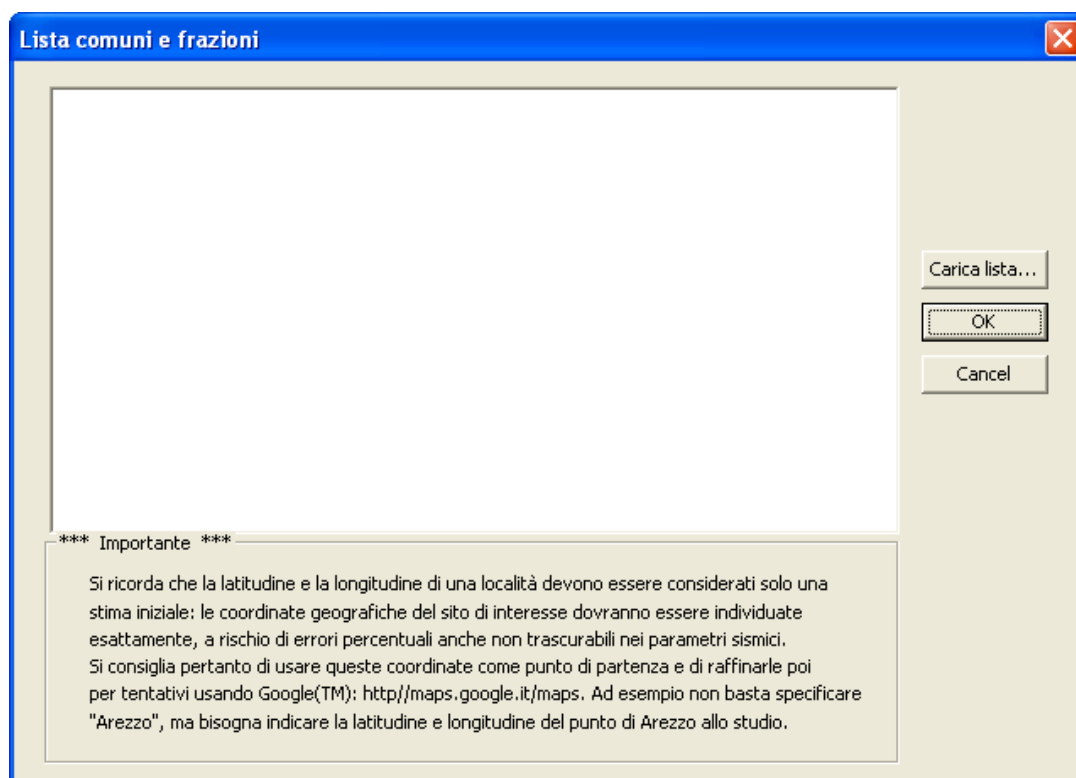 Lista comuni e frazioni
Carica lista...
OK
Cancel
*** Importante ***
Si ricorda che la latitudine e la longitudine di una località devono essere considerati solo una
stima iniziale: le coordinate geografiche del sito di interesse dovranno essere individuate
esattamente, a rischio di errori percentuali anche non trascurabili nei parametri sismici.
Si consiglia pertanto di usare queste coordinate come punto di partenza e di raffinarle poi
per tentativi usando Google(TM): http//maps.google.it/maps. Ad esempio non basta specificare
"Arezzo", ma bisogna indicare la latitudine e longitudine del punto di Arezzo allo studio.